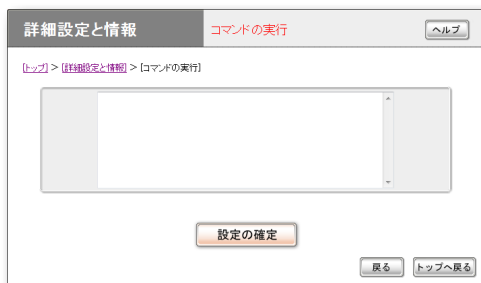 詳細設定と情報 コマンドの実行 ヘルプ
[トップ] > [詳細設定と情報] > [コマンドの実行]
設定の確定
戻る トップへ戻る